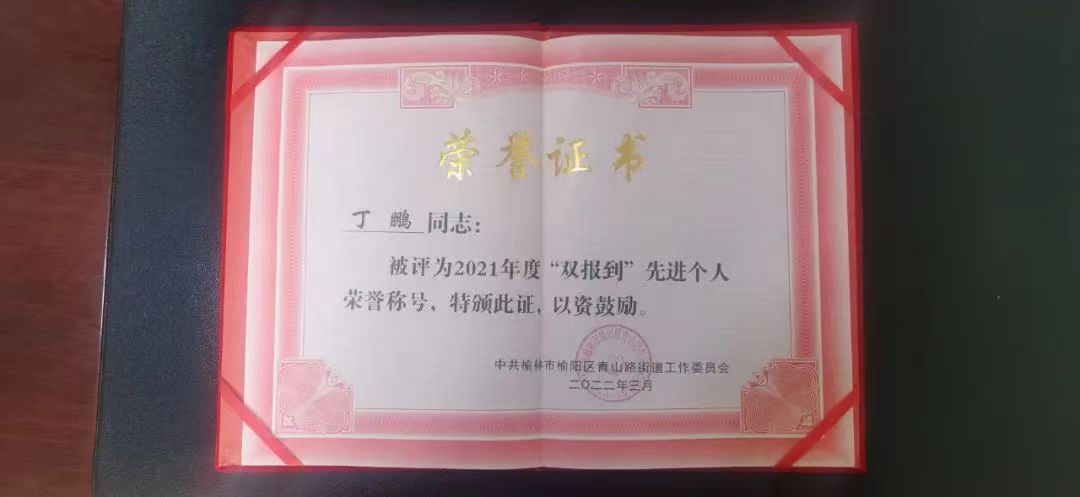 荣誉证书
丁鹏同志：
被评为2021年度“双报到”先进个人
荣誉称号，特颁此证，以资鼓励。
中共榆林市榆阳区青山路街道工作委员会
二〇二二年三月